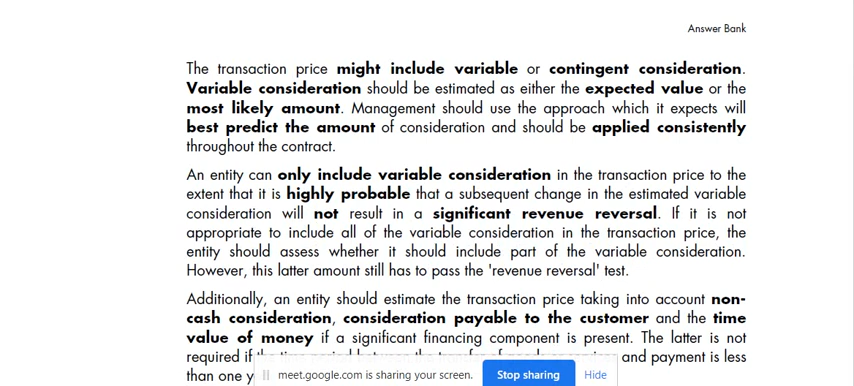 Answer Bank
The transaction price might include variable or contingent consideration.
Variable consideration should be estimated as either the expected value or the
most likely amount. Management should use the approach which it expects will
best predict the amount of consideration and should be applied consistently
throughout the contract.
An entity can only include variable consideration in the transaction price to the
extent that it is highly probable that a subsequent change in the estimated variable
consideration will not result in a significant revenue reversal. If it is not
appropriate to include all of the variable consideration in the transaction price, the
entity should assess whether it should include part of the variable consideration.
However, this latter amount still has to pass the 'revenue reversal' test.
Additionally, an entity should estimate the transaction price taking into account non-
cash consideration, consideration payable to the customer and the time
value of money if a significant financing component is present. The latter is not
required if and payment is less
than one
meet.google.com is sharing your screen. Stop sharing Hide